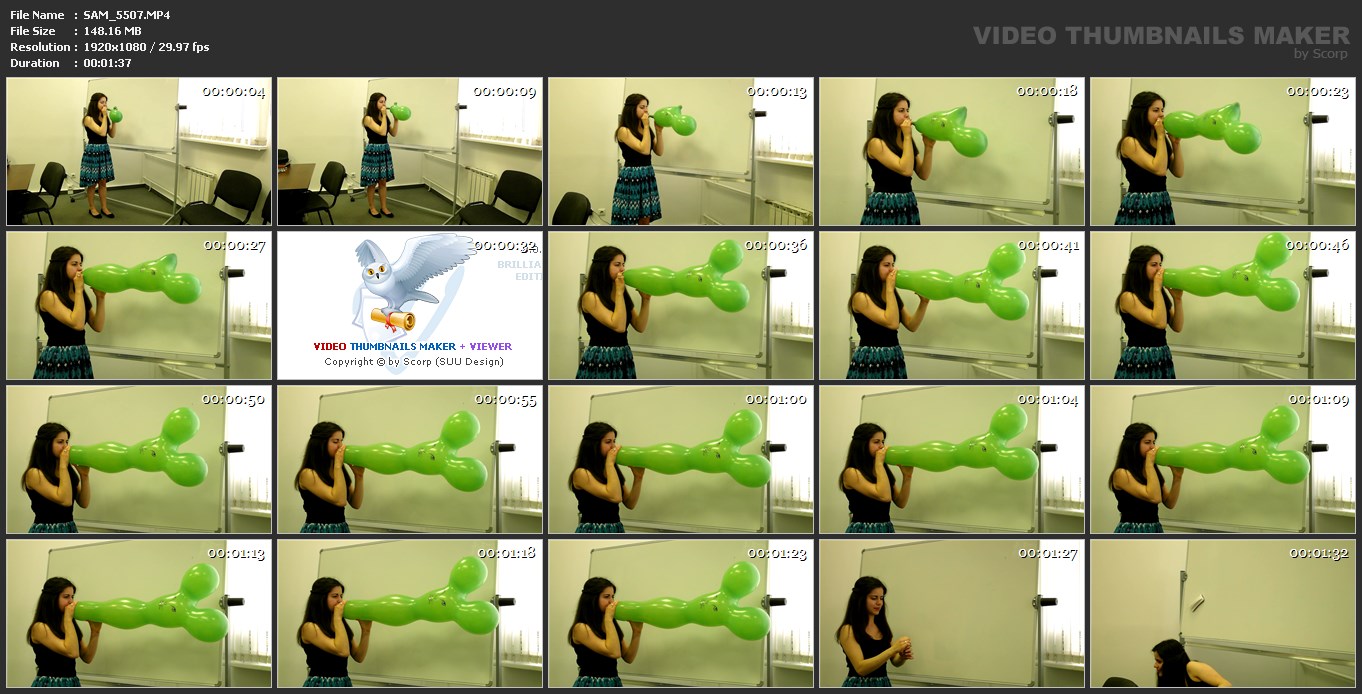 File Name : SAM_5507.MP4
File Size : 148.16 MB
Resolution : 1920x1080 / 29.97 fps
Duration : 00:01:37
VIDEO THUMBNAILS MAKER
by Scorp
00:00:04
00:00:09
00:00:13
00:00:18
00:00:23
00:00:27
00:00:32
BRILLIA
EDIT
VIDEO THUMBNAILS MAKER + VIEWER
Copyright © by Scorp (SUU Design)
00:00:36
00:00:41
00:00:46
00:00:50
00:00:55
00:01:00
00:01:04
00:01:09
00:01:13
00:01:18
00:01:23
00:01:27
00:01:32